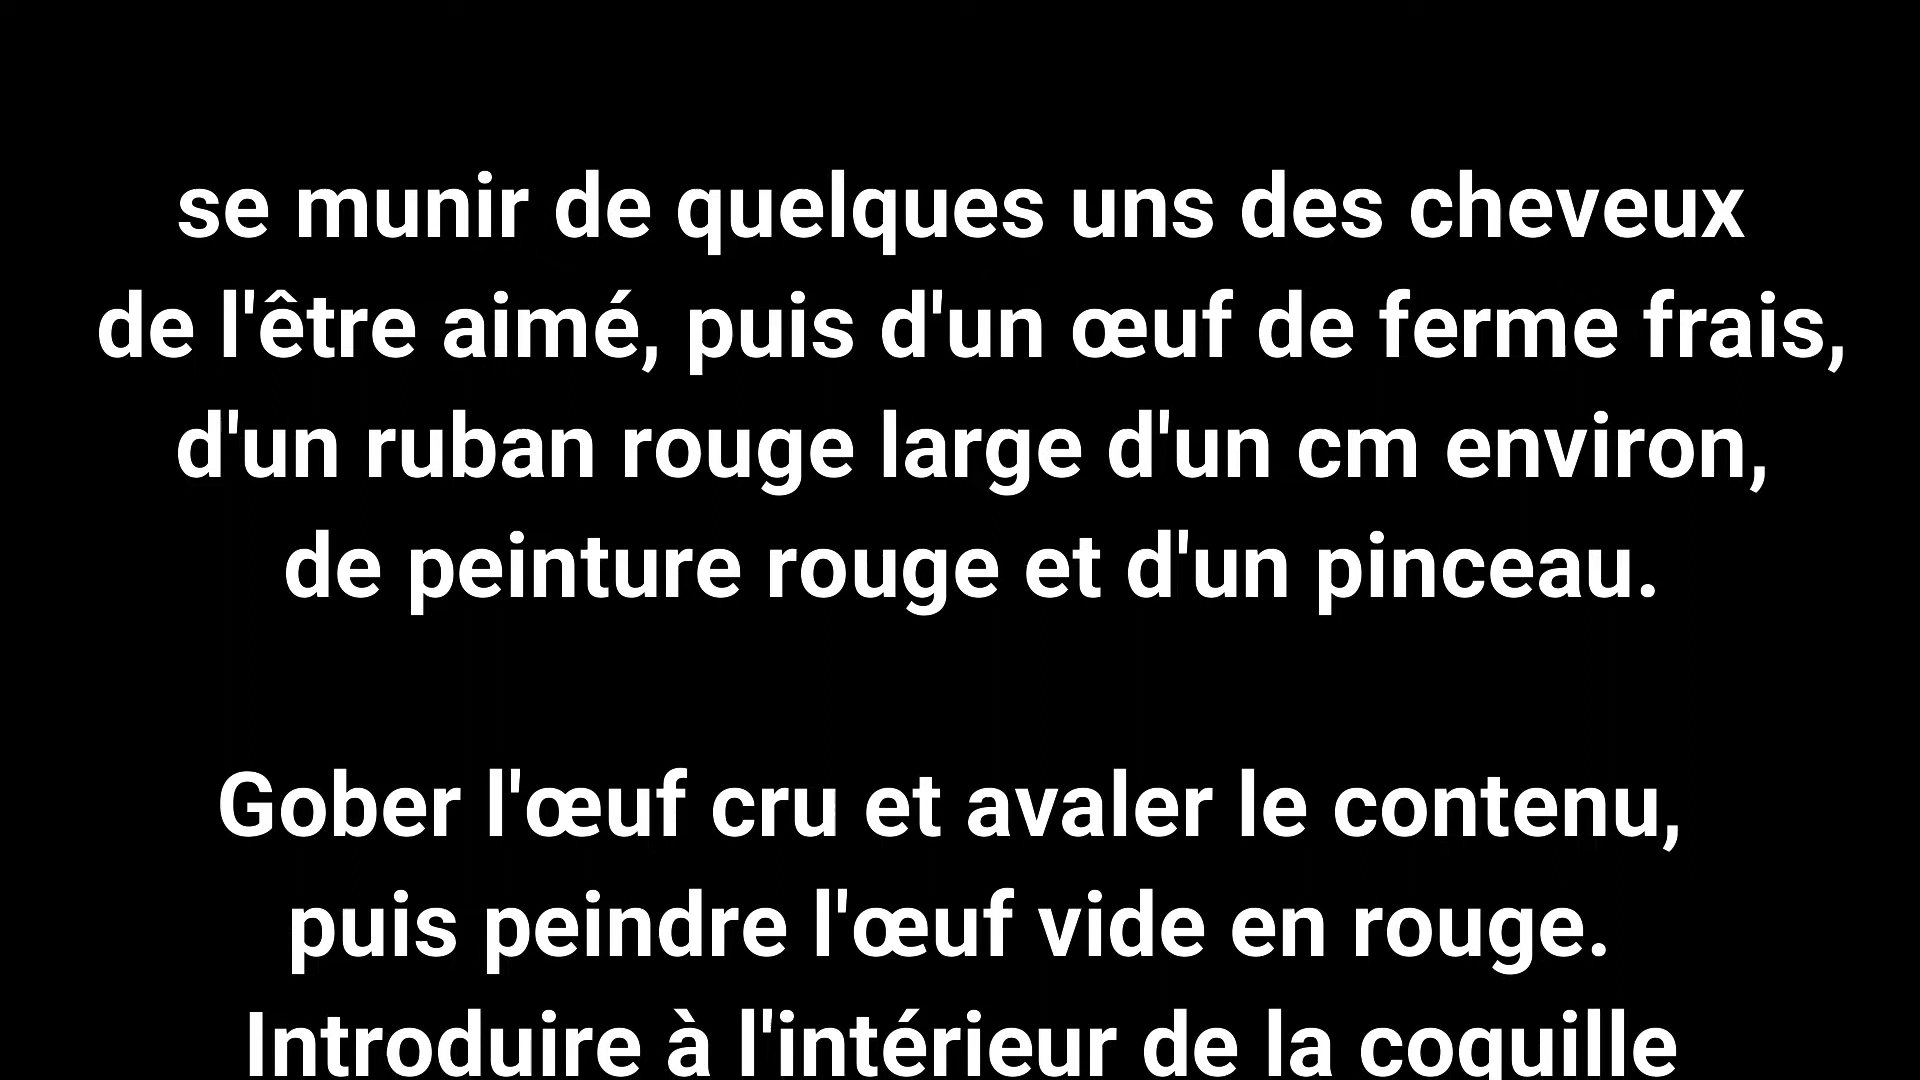 se munir de quelques uns des cheveux
de l'être aimé, puis d'un œuf de ferme frais,
d'un ruban rouge large d'un cm environ,
de peinture rouge et d'un pinceau.
Gober l'œuf cru et avaler le contenu,
puis peindre l'œuf vide en rouge.
Introduire à l'intérieur de la coquille